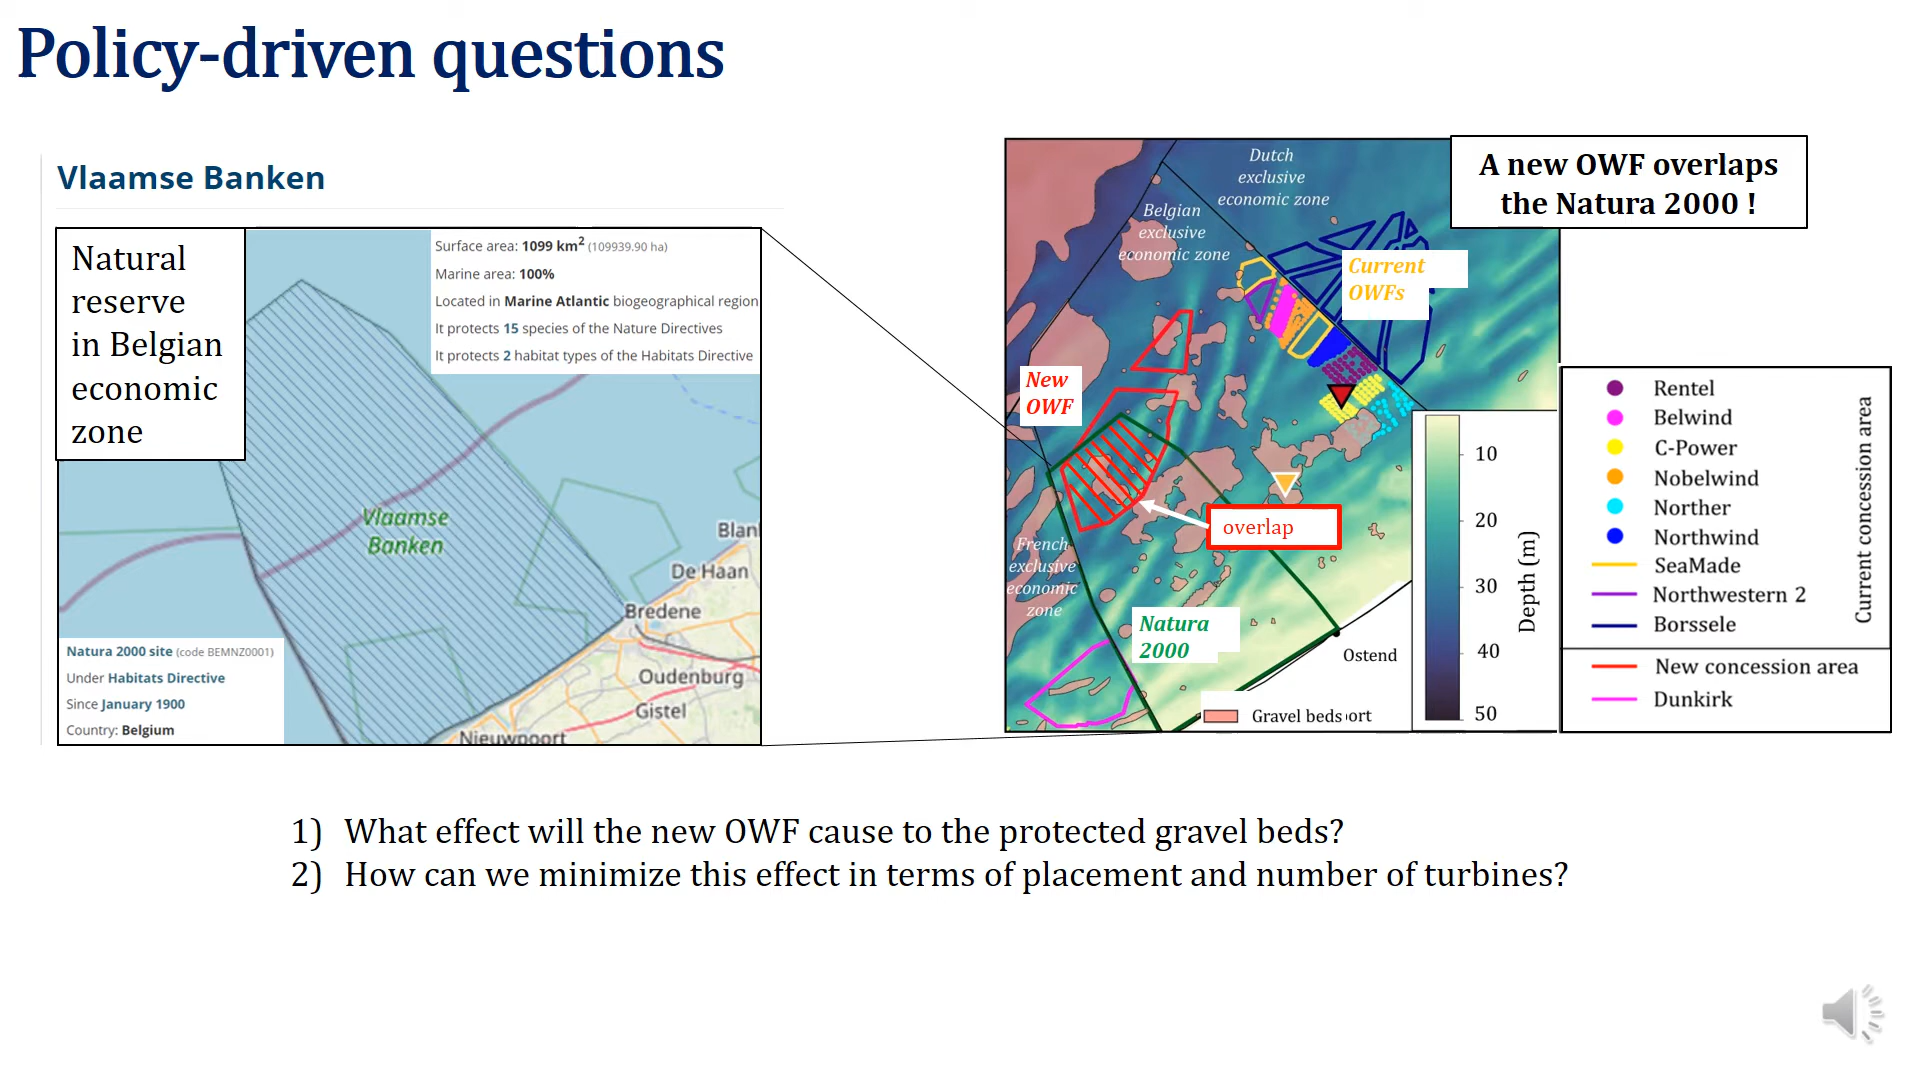 Policy-driven questions
Vlaamse Banken
Natural
reserve
in Belgian
economic
zone
Surface area: 1099 km² (109939.90 ha)
Marine area: 100%
Located in Marine Atlantic biogeographical region
It protects 15 species of the Nature Directives
It protects 2 habitat types of the Habitats Directive
Vlaamse
Banken
Blan
De Haan
Bredene
Oudenburg
Gistel
Nieuwpoort
Natura 2000 site (code BEMNZ0001)
Under Habitats Directive
Since January 1900
Country: Belgium
A new OWF overlaps
the Natura 2000 !
Dutch
exclusive
economic zone
Belgian
exclusive
economic zone
Current
OWFs
New
OWF
overlap
French
exclusive
economic
zone
Natura
2000
Ostend
Gravel beds
ort
10
20
30
40
50
Depth (m)
Rentel
Belwind
C-Power
Nobelwind
Norther
Northwind
SeaMade
Northwestern 2
Borssele
Current concession area
New concession area
Dunkirk
1) What effect will the new OWF cause to the protected gravel beds?
2) How can we minimize this effect in terms of placement and number of turbines?